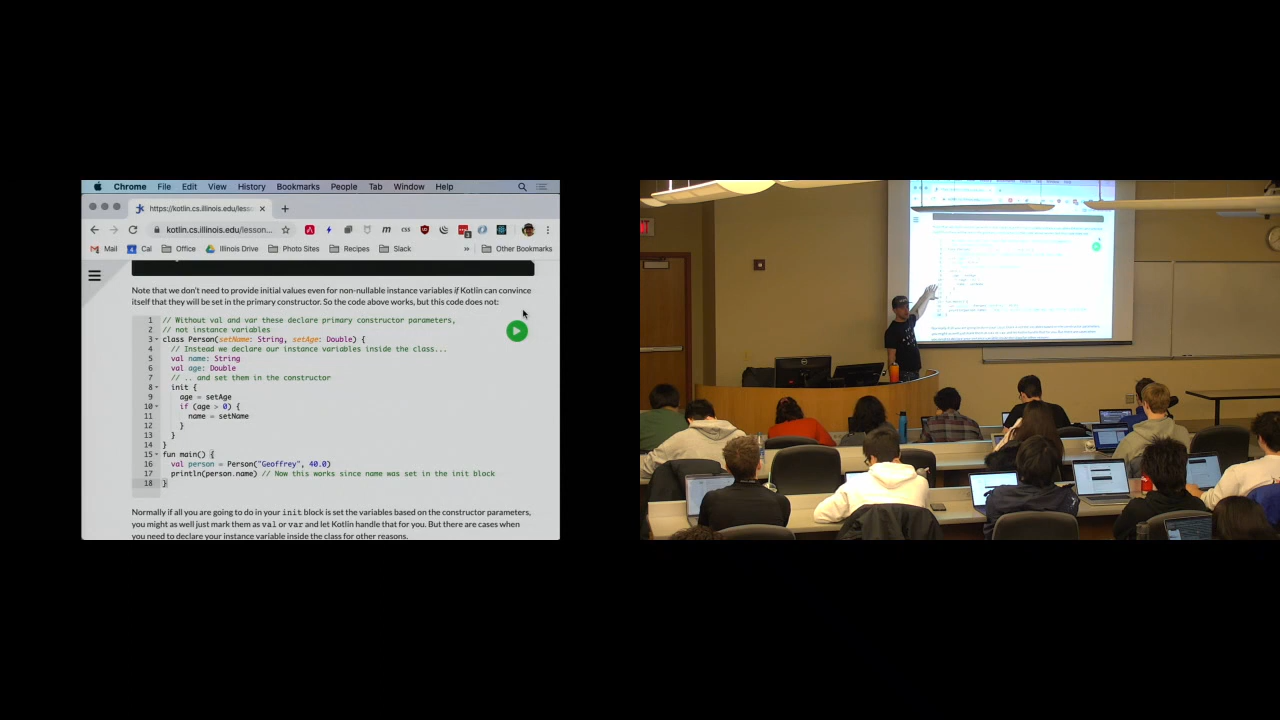 Chrome File Edit View History Bookmarks People Tab Window Help
https://kotlin.cs.illinois.edu/less
kotlin.cs.illinois.edu/lesson...
Mail Cal Office Illinois Drive Photo Sites Recipes Slack » Other Bookmarks
Note that we don't need to provide initial values even for non-nullable instance variables if Kotlin can convince
itself that they will be set in the primary constructor. So the code above works, but this code does not:
1 // Without val and var these declare primary constructor parameters,
2 // not instance variables
3 class Person(setName: String, setAge: Double) {
4 // Instead we declare our instance variables inside the class...
5 val name: String
6 val age: Double
7 // .. and set them in the constructor
8 init {
9 age = setAge
10 if (age > 0) {
11 name = setName
12 }
13 }
14 }
15 fun main() {
16 val person = Person("Geoffrey", 40.0)
17 println(person.name) // Now this works since name was set in the init block
18 }
Normally if all you are going to do in your init block is set the variables based on the constructor parameters,
you might as well just mark them as val or var and let Kotlin handle that for you. But there are cases when
you need to declare your instance variable inside the class for other reasons.